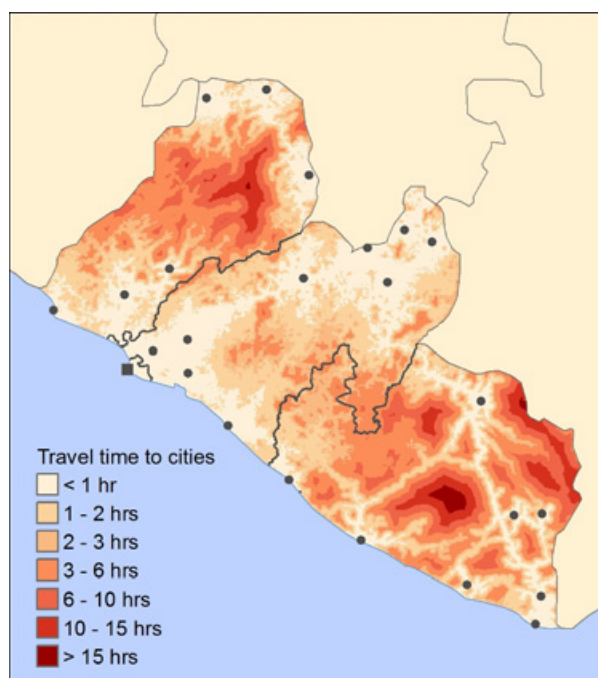 Travel time to cities
< 1 hr
1 - 2 hrs
2 - 3 hrs
3 - 6 hrs
6 - 10 hrs
10 - 15 hrs
> 15 hrs